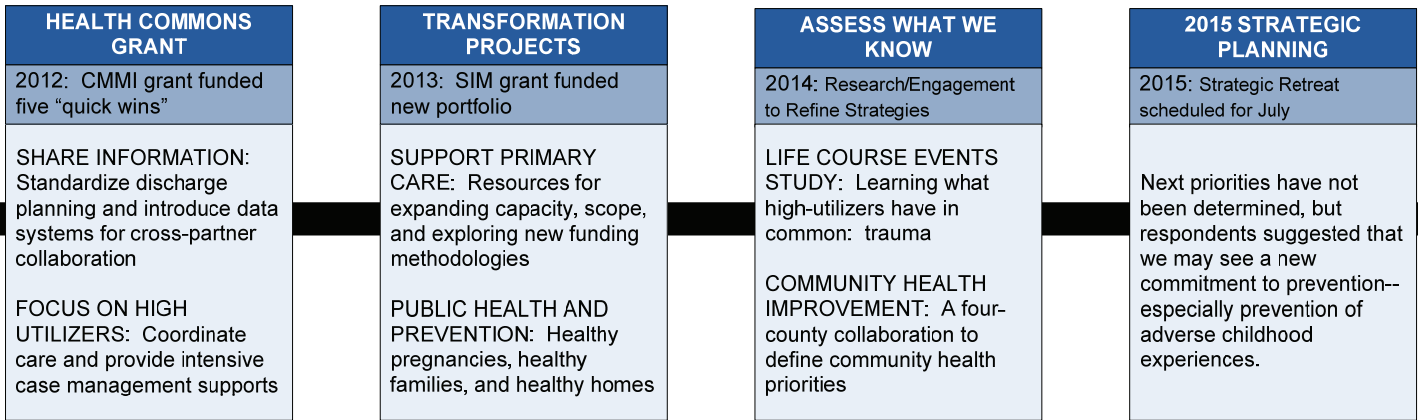 HEALTH COMMONS
GRANT
2012: CMMI grant funded
five “quick wins”
SHARE INFORMATION:
Standardize discharge
planning and introduce data
systems for cross-partner
collaboration
FOCUS ON HIGH
UTILIZERS: Coordinate
care and provide intensive
case management supports
TRANSFORMATION
PROJECTS
2013: SIM grant funded
new portfolio
SUPPORT PRIMARY
CARE: Resources for
expanding capacity, scope,
and exploring new funding
methodologies
PUBLIC HEALTH AND
PREVENTION: Healthy
pregnancies, healthy
families, and healthy homes
ASSESS WHAT WE
KNOW
2014: Research/Engagement
to Refine Strategies
LIFE COURSE EVENTS
STUDY: Learning what
high-utilizers have in
common: trauma
COMMUNITY HEALTH
IMPROVEMENT: A four-
county collaboration to
define community health
priorities
2015 STRATEGIC
PLANNING
2015: Strategic Retreat
scheduled for July
Next priorities have not
been determined, but
respondents suggested that
we may see a new
commitment to prevention--
especially prevention of
adverse childhood
experiences.